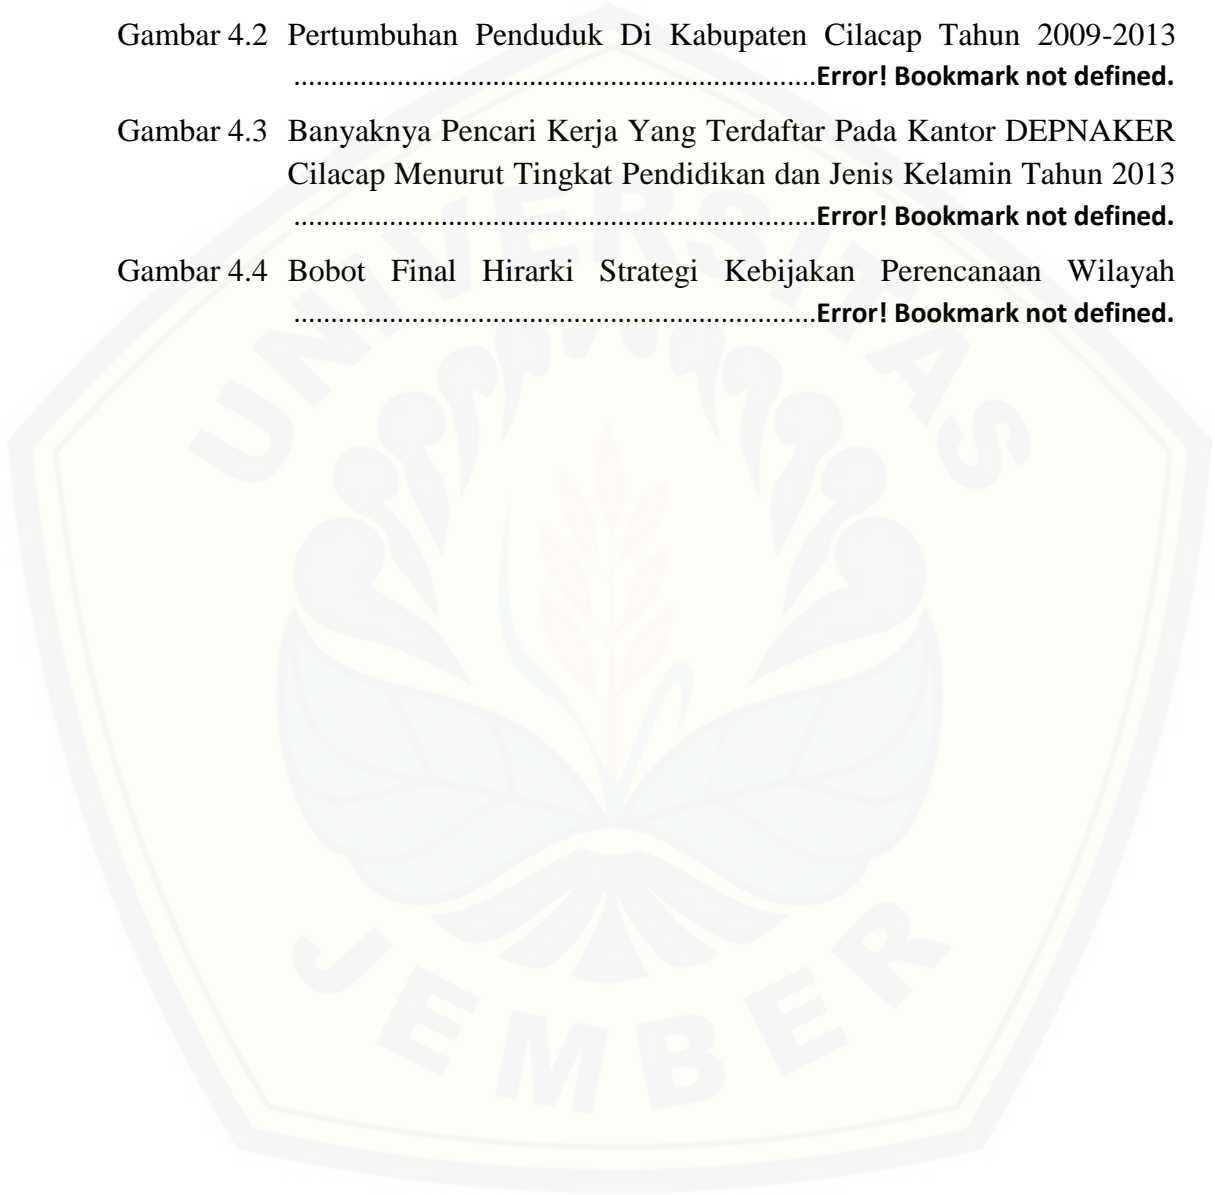 Gambar 4.2 Pertumbuhan Penduduk Di Kabupaten Cilacap Tahun 2009-2013
.......................................................................Error! Bookmark not defined.
Gambar 4.3 Banyaknya Pencari Kerja Yang Terdaftar Pada Kantor DEPNAKER
Cilacap Menurut Tingkat Pendidikan dan Jenis Kelamin Tahun 2013
.......................................................................Error! Bookmark not defined.
Gambar 4.4 Bobot Final Hirarki Strategi Kebijakan Perencanaan Wilayah
.......................................................................Error! Bookmark not defined.
UNIVERSITAS
JEMBER